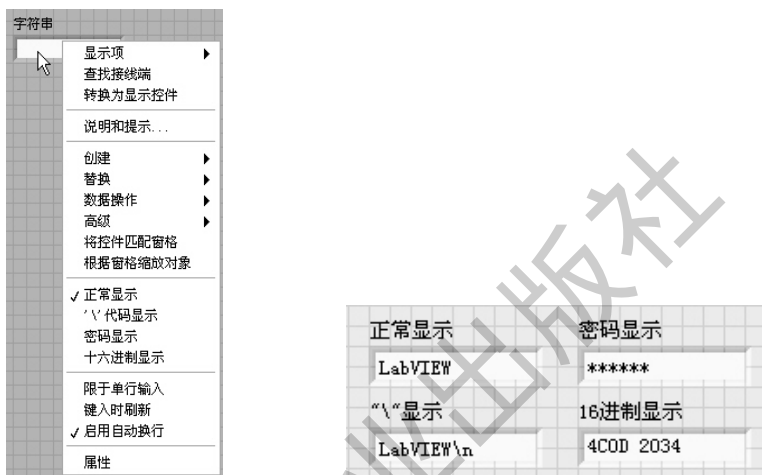 字符串
显示项
查找接线端
转换为显示控件
说明和提示...
创建
替换
数据操作
高级
将控件匹配窗格
根据窗格缩放对象
正常显示
'\'代码显示
密码显示
十六进制显示
限于单行输入
键入时刷新
启用自动换行
属性
正常显示
密码显示
LabVIEW
******
“\“显示
16进制显示
LabVIEW\n
4C0D 2034
业出版社